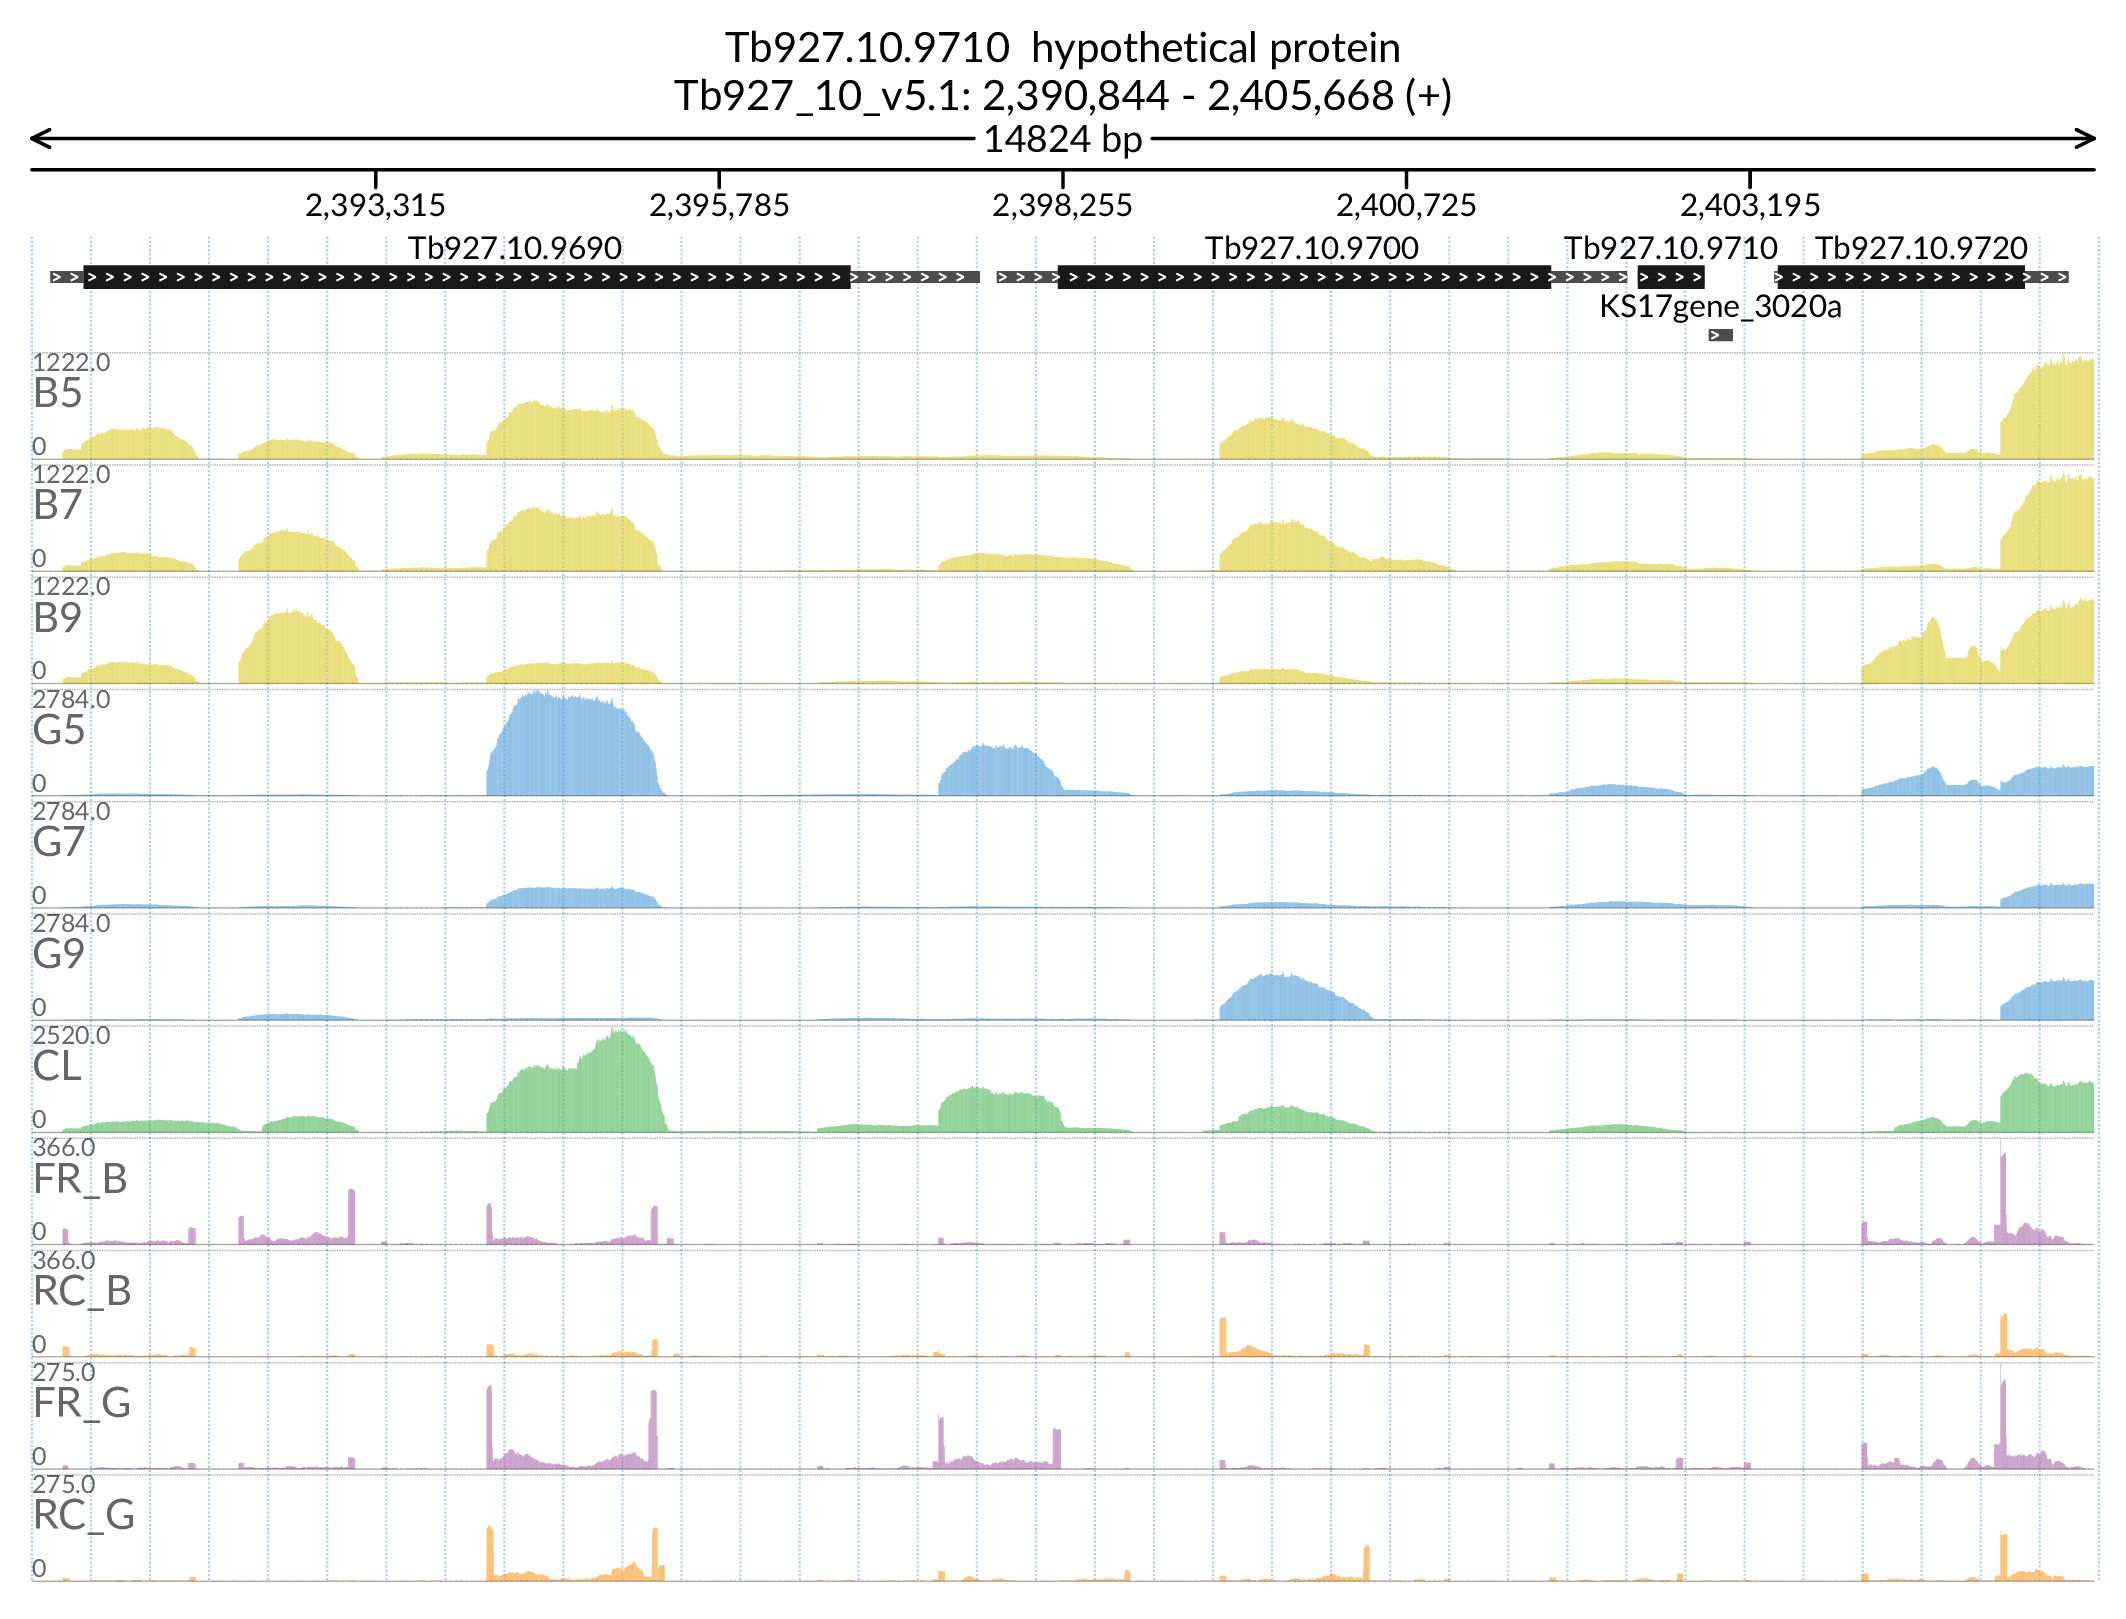 Tb927.10.9710  hypothetical protein
Tb927_10_v5.1: 2,390,844 - 2,405,668 (+)
14824 bp
2,393,315 2,395,785 2,398,255 2,400,725 2,403,195
Tb927.10.9690 Tb927.10.9700 Tb927.10.9710 Tb927.10.9720
KS17gene_3020a
1222.0
B5
0
1222.0
B7
0
1222.0
B9
0
2784.0
G5
0
2784.0
G7
0
2784.0
G9
0
2520.0
CL
0
366.0
FR_B
0
366.0
RC_B
0
275.0
FR_G
0
275.0
RC_G
0